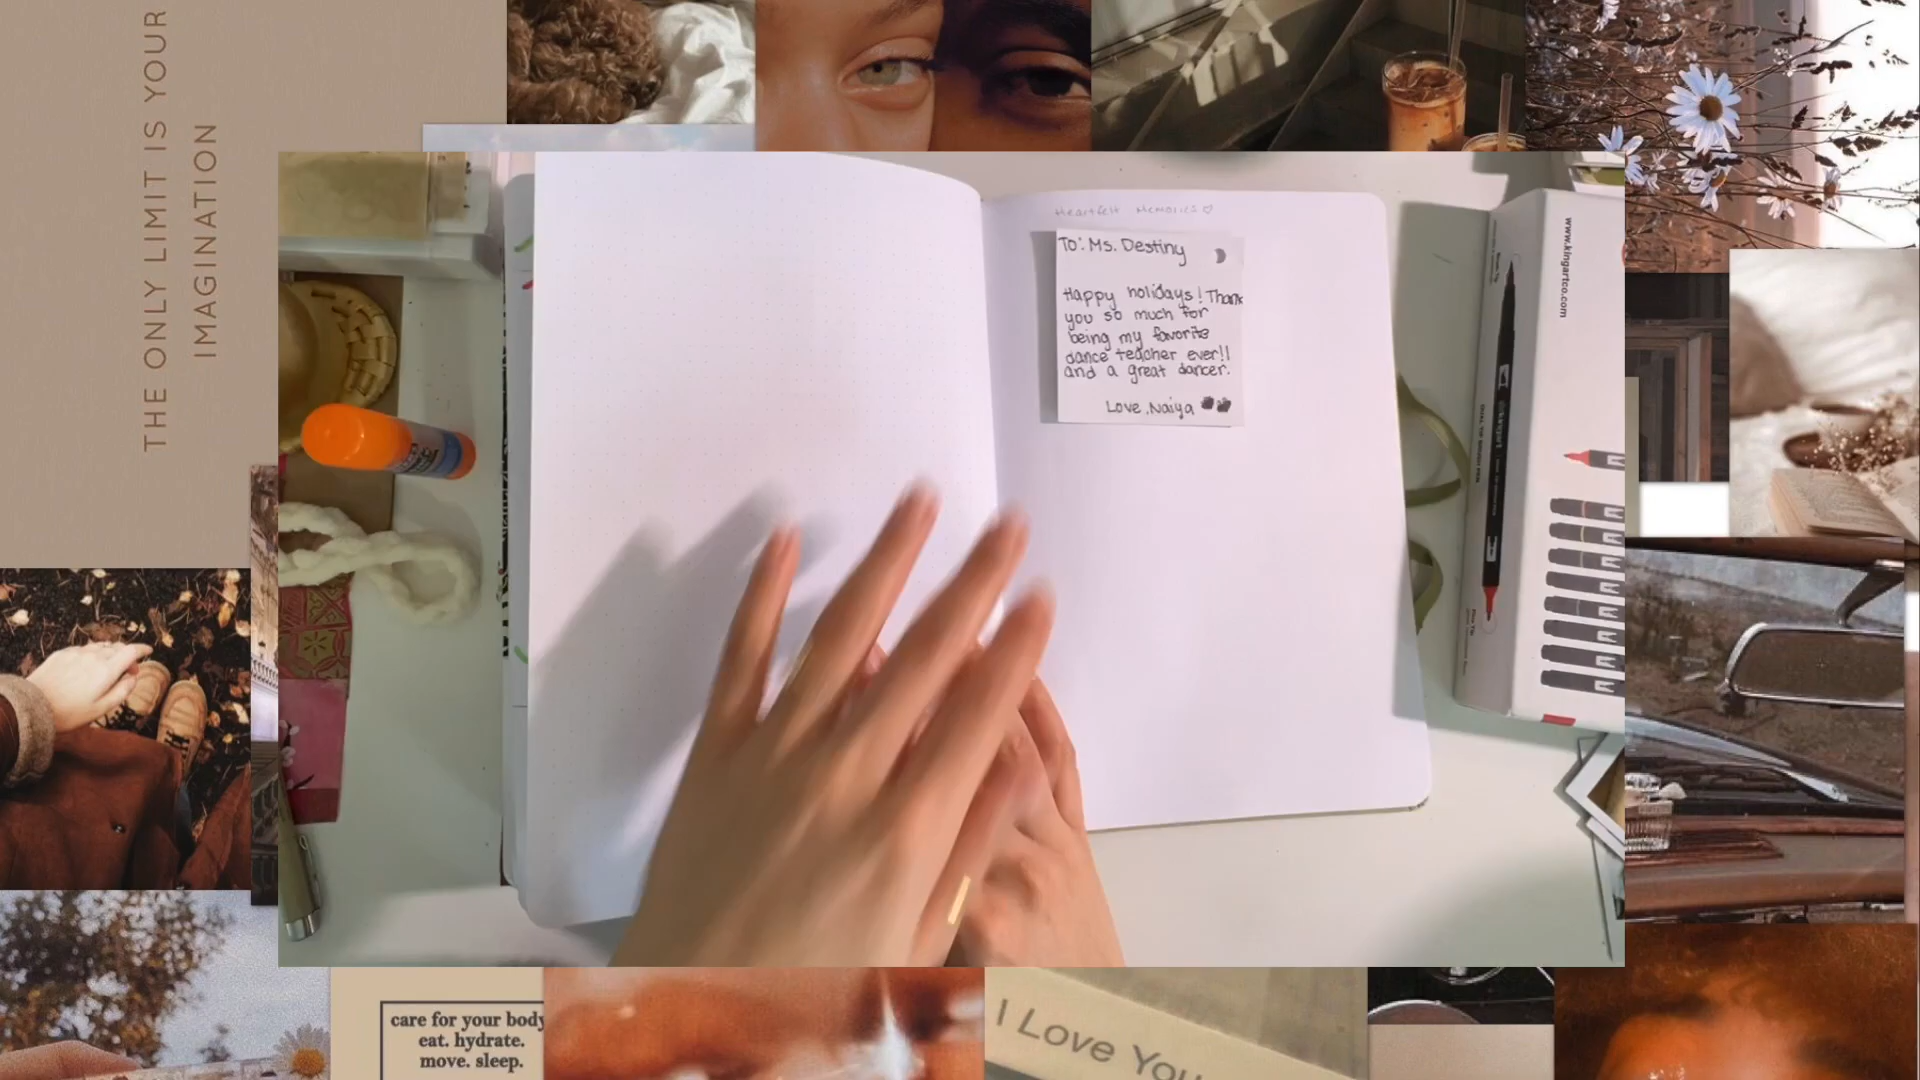 THE ONLY LIMIT IS YOUR
IMAGINATION
Heartfelt Memories♡
To: Ms. Destiny
Happy holidays! Thank
you so much for
being my favorite
dance teacher ever!!
and a great dancer.
Love, Naiya
www.kingartco.com
care for your body
eat. hydrate.
move. sleep.
I Love You